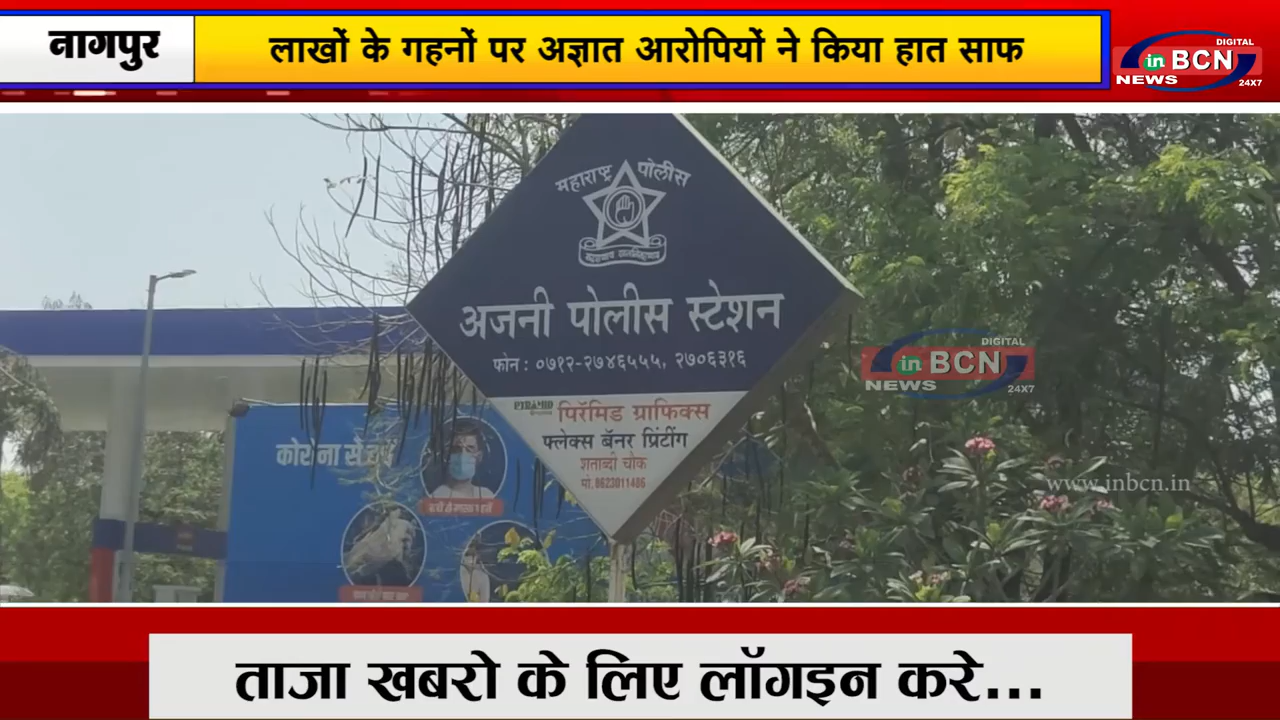 नागपुर
लाखों के गहनों पर अज्ञात आरोपियों ने किया हात साफ
DIGITAL
in BCN
NEWS 24X7
महाराष्ट्र पोलीस
अजनी पोलीस स्टेशन
फोन : ०७१२-२७४६५५५, २७०६३१६
PYRAMID
पिरॅमिड ग्राफिक्स
फ्लेक्स बॅनर प्रिंटींग
शताब्दी चौक
मो. 8623011486
कोरोना से बचें
DIGITAL
in BCN
NEWS 24X7
www.inbcn.in
ताजा खबरो के लिए लॉगइन करे...